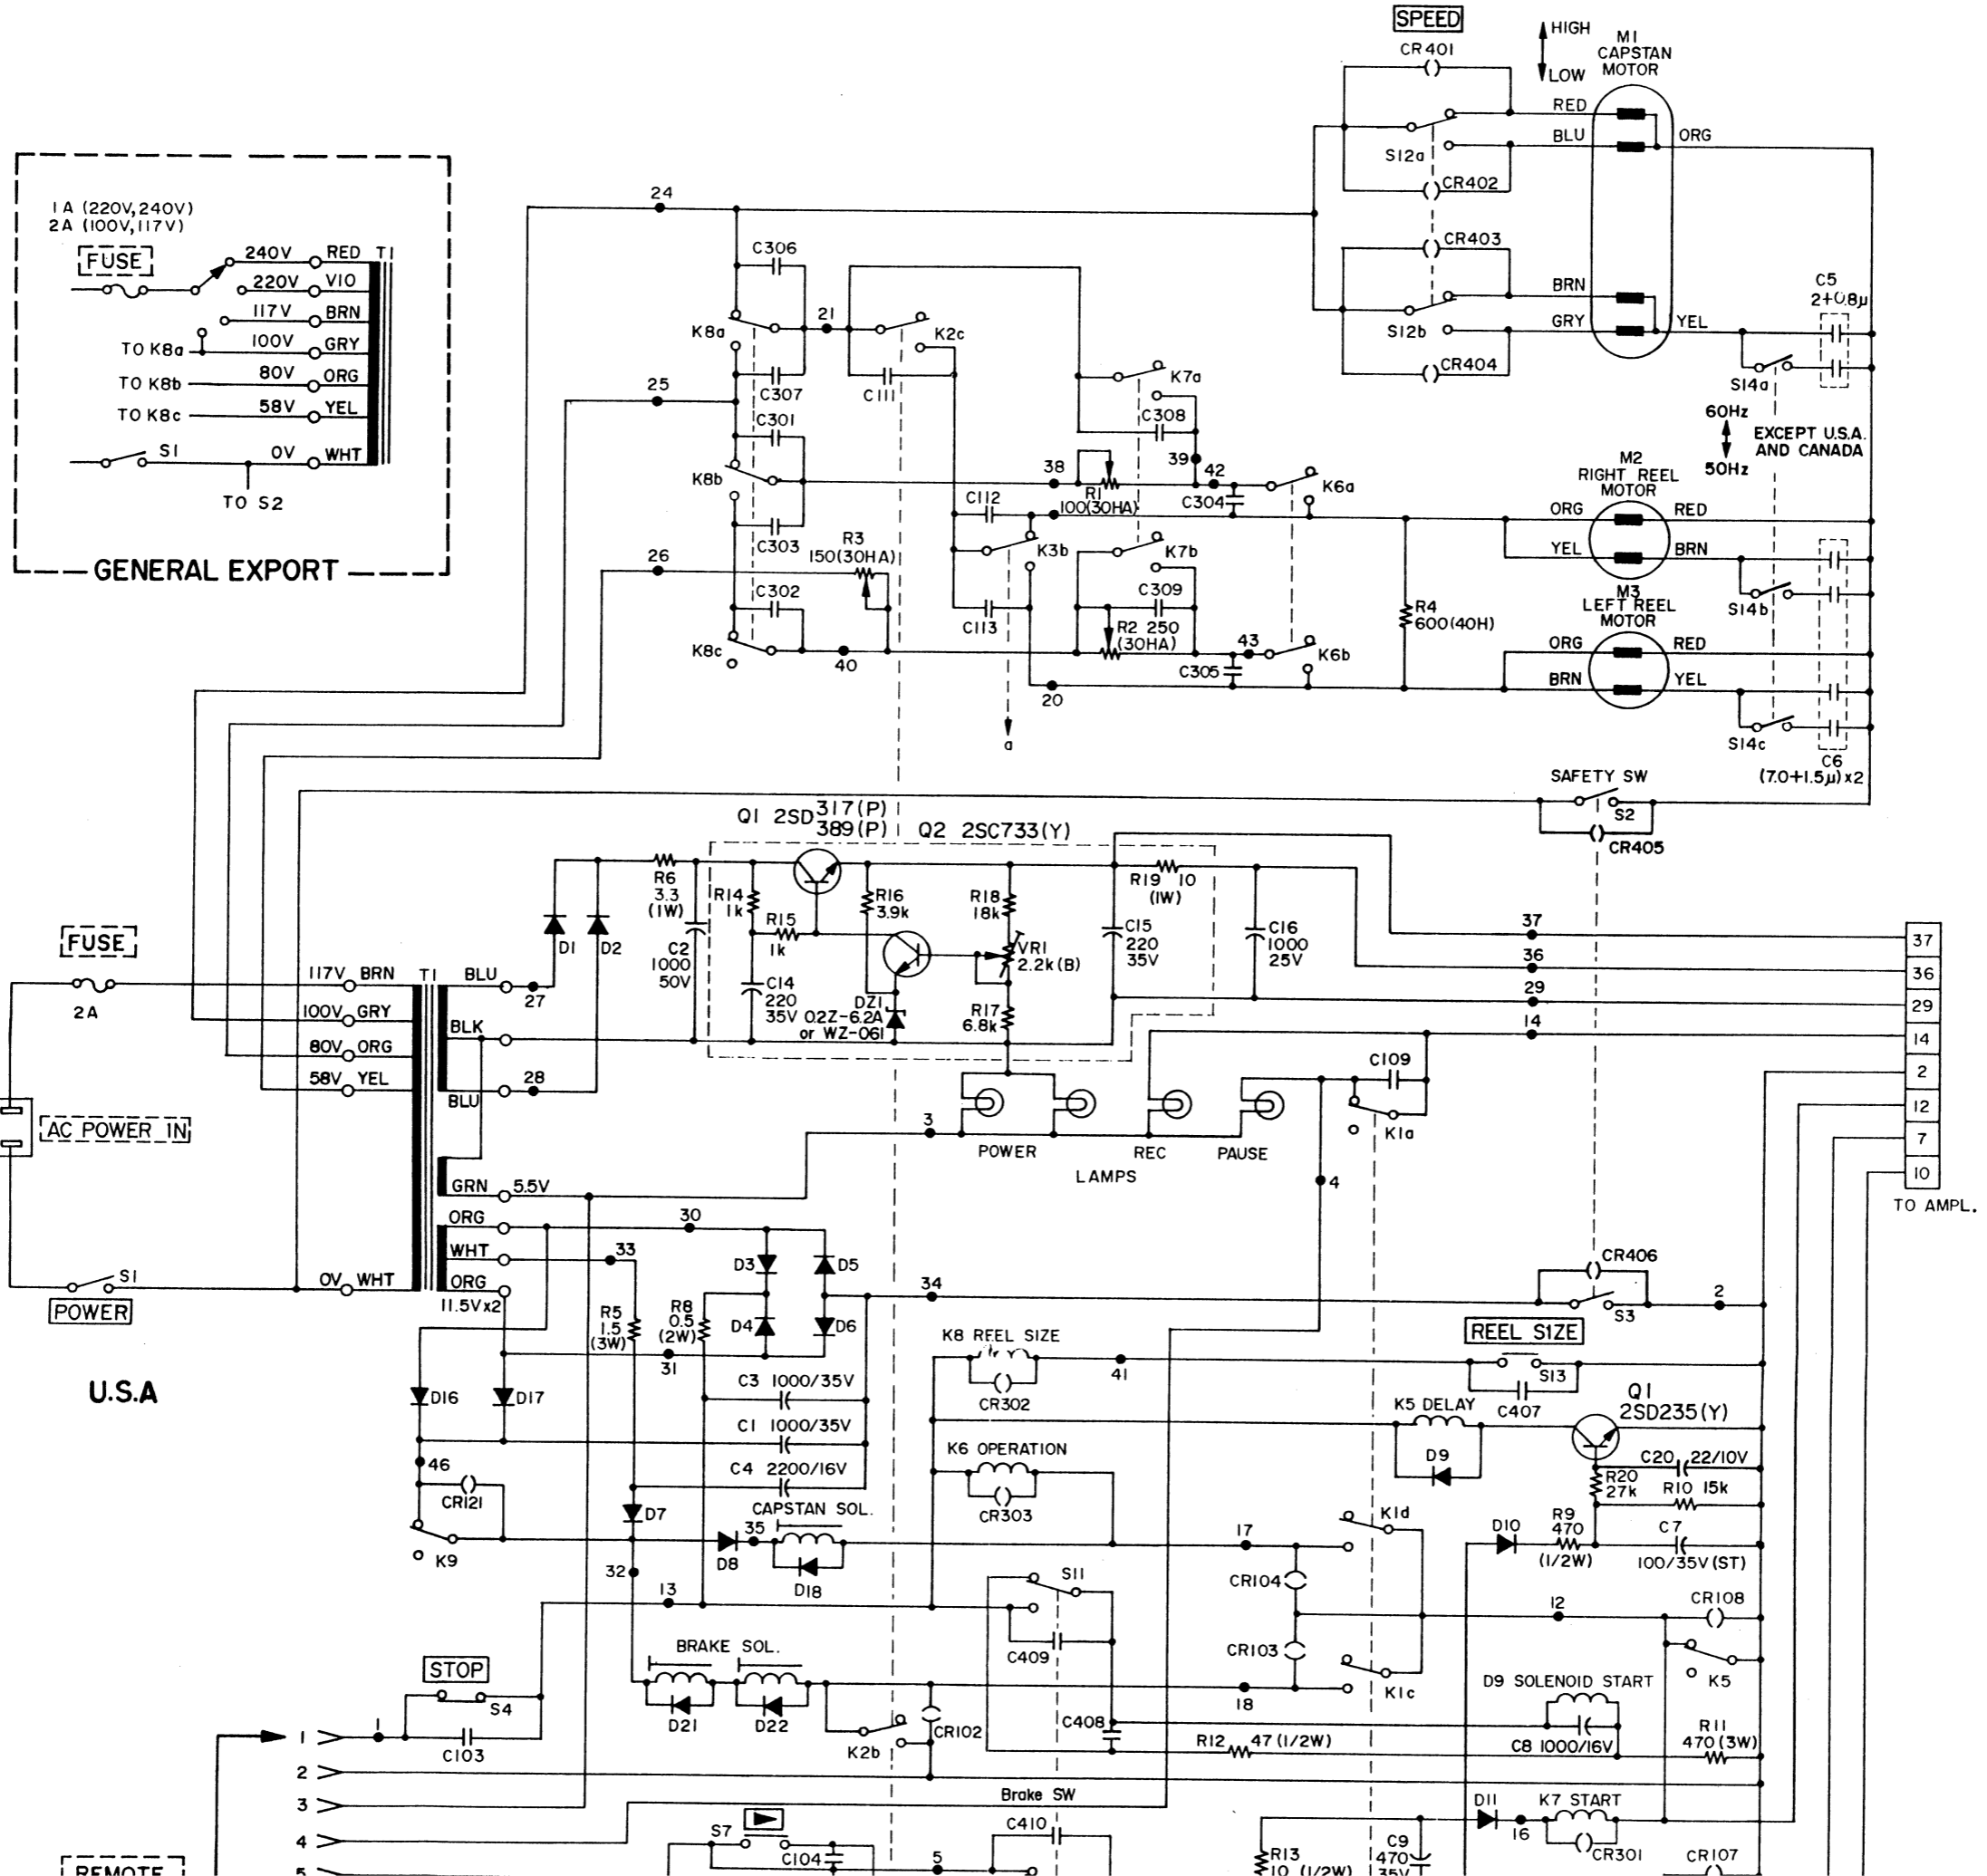 SPEED
CR401
HIGH
LOW
M1
CAPSTAN
MOTOR
RED
BLU
ORG
S12a
CR402
CR403
BRN
GRY
YEL
S12b
CR404
C5
2+0.8μ
S14a
60Hz
50Hz
EXCEPT U.S.A.
AND CANADA
1A (220V,240V)
2A (100V,117V)
FUSE
240V RED T1
220V VIO
117V BRN
TO K8a 100V GRY
TO K8b 80V ORG
TO K8c 58V YEL
S1 0V WHT
TO S2
GENERAL EXPORT
24
C306
K8a
21
K2c
C307
C111
25
C301
K8b
C303
K7a
C308
39
38
R1
100(30HA)
42
C304
K6a
C112
K3b
K7b
R3
150(30HA)
26
C302
C309
C113
R2 250
(30HA)
K8c
40
43
C305
K6b
20
a
R4
600(40H)
M2
RIGHT REEL
MOTOR
ORG RED
YEL BRN
S14b
M3
LEFT REEL
MOTOR
ORG RED
BRN YEL
S14c
C6
(7.0+1.5μ)x2
SAFETY SW
S2
CR405
Q1 2SD 317(P)
389(P)
Q2 2SC733(Y)
R6
3.3
(1W)
R14
1k
R15
1k
R16
3.9k
R18
18k
R19 10
(1W)
D1
D2
C2
1000
50V
C14
220
35V
DZ1
02Z-6.2A
or WZ-061
VR1
2.2k(B)
R17
6.8k
C15
220
35V
C16
1000
25V
37
36
29
14
37
36
29
14
2
12
7
10
TO AMPL.
FUSE
2A
117V BRN T1 BLU
27
100V GRY
BLK
80V ORG
58V YEL
28
BLU
AC POWER IN
3
POWER
REC
PAUSE
LAMPS
C109
K1a
4
GRN 5.5V
ORG
30
WHT
33
ORG
11.5Vx2
S1
0V WHT
POWER
U.S.A
D3
D5
D4
D6
R5
1.5
(3W)
R8
0.5
(2W)
31
34
CR406
S3
2
REEL SIZE
K8 REEL SIZE
CR302
41
S13
C407
D16
D17
C3 1000/35V
C1 1000/35V
C4 2200/16V
K5 DELAY
D9
Q1
2SD235(Y)
C20 22/10V
R20
27k
R10 15k
46
CR121
K9
D7
CAPSTAN SOL.
35
D8
D18
K6 OPERATION
CR303
17
K1d
D10
R9
470
(1/2W)
C7
100/35V(ST)
32
13
S11
CR104
12
CR108
C409
CR103
K1c
K5
BRAKE SOL.
D21
D22
18
K2b
CR102
C408
D9 SOLENOID START
C8 1000/16V
R12 47 (1/2W)
R11
470 (3W)
STOP
S4
C103
1
1
2
3
4
5
REMOTE
Brake SW
S7
C104
5
C410
D11
K7 START
16
CR301
R13
10 (1/2W)
C9
470
35V
CR107